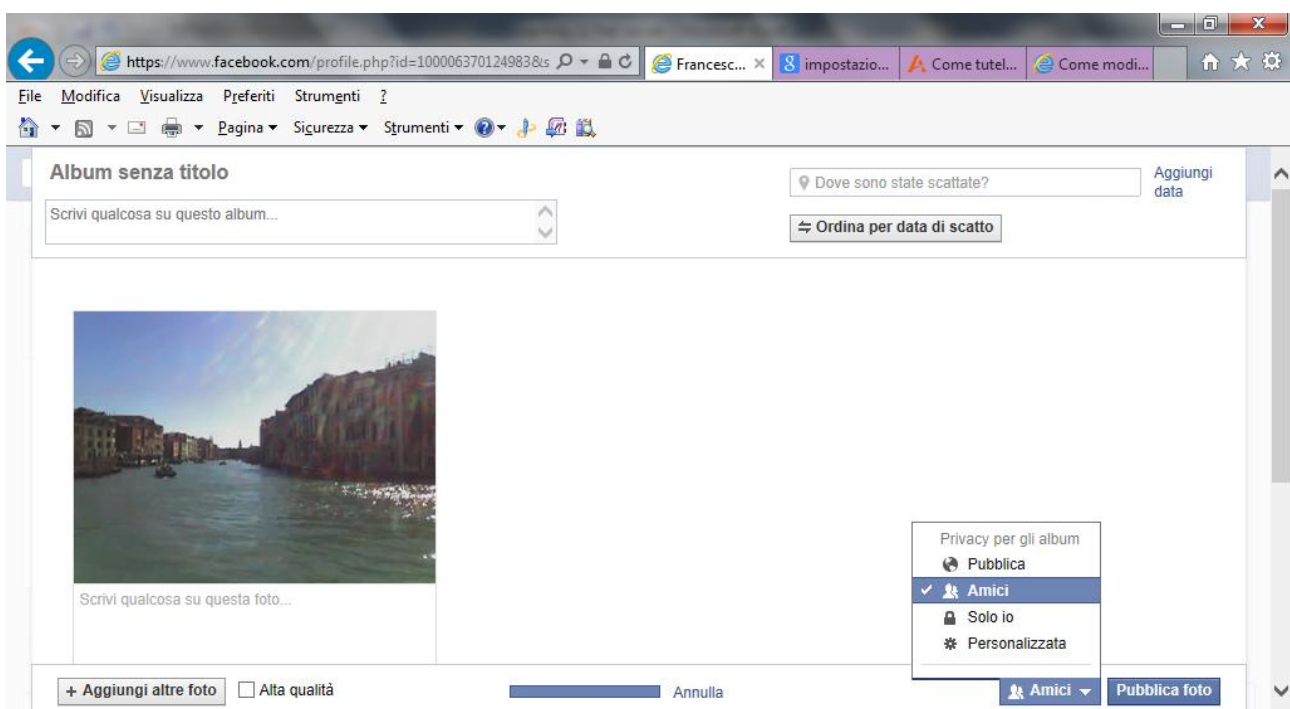 https://www.facebook.com/profile.php?id=100006370124983&s
Francesc...
impostazio...
Come tutel...
Come modi...
File Modifica Visualizza Preferiti Strumenti ?
Pagina Sicurezza Strumenti
Album senza titolo
Dove sono state scattate?
Aggiungi
data
Scrivi qualcosa su questo album...
Ordina per data di scatto
Scrivi qualcosa su questa foto...
Privacy per gli album
Pubblica
Amici
Solo io
Personalizzata
+ Aggiungi altre foto
Alta qualità
Annulla
Amici
Pubblica foto